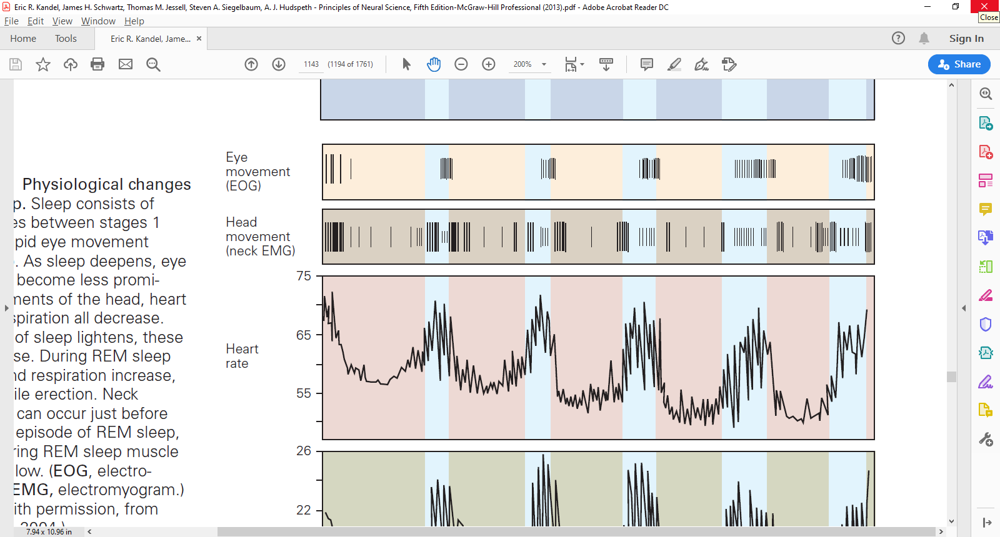 Eric R. Kandel, James H. Schwartz, Thomas M. Jessell, Steven A. Siegelbaum, A. J. Hudspeth - Principles of Neural Science, Fifth Edition-McGraw-Hill Professional (2013).pdf - Adobe Acrobat Reader DC
Close
File Edit View Window Help
Home Tools Eric R. Kandel, Jame... × Sign In
1143 (1194 of 1761) 200% Share
Eye
movement
(EOG)
Head
movement
(neck EMG)
75
65
Heart
rate
55
26
22
Physiological changes
p. Sleep consists of
es between stages 1
pid eye movement
. As sleep deepens, eye
become less promi-
ments of the head, heart
spiration all decrease.
of sleep lightens, these
se. During REM sleep
nd respiration increase,
ile erection. Neck
can occur just before
episode of REM sleep,
ring REM sleep muscle
low. (EOG, electro-
EMG, electromyogram.)
ith permission, from
2004.)
7.94 x 10.96 in